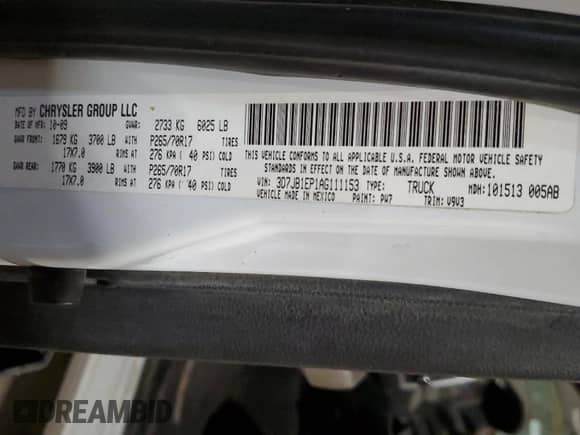 MFD BY CHRYSLER GROUP LLC
DATE OF MFR: 10-09 GVWR: 2733 KG 6025 LB
GAWR FRONT: 1679 KG 3700 LB P265/70R17 TIRES
17X7.0 RIMS AT 276 KPA ( 40 PSI) COLD
GAWR REAR: 1770 KG 3900 LB P265/70R17 TIRES
17X7.0 RIMS AT 276 KPA ( 40 PSI) COLD
THIS VEHICLE CONFORMS TO ALL APPLICABLE U.S.A. FEDERAL MOTOR VEHICLE SAFETY
STANDARDS IN EFFECT ON THE DATE OF MANUFACTURE SHOWN ABOVE.
VIN: 3D7JB1EP1AG111153 TYPE: TRUCK MDH: 101513 005AB
VEHICLE MADE IN MEXICO PAINT: PW7 TRIM: V9V3
DREAMBID